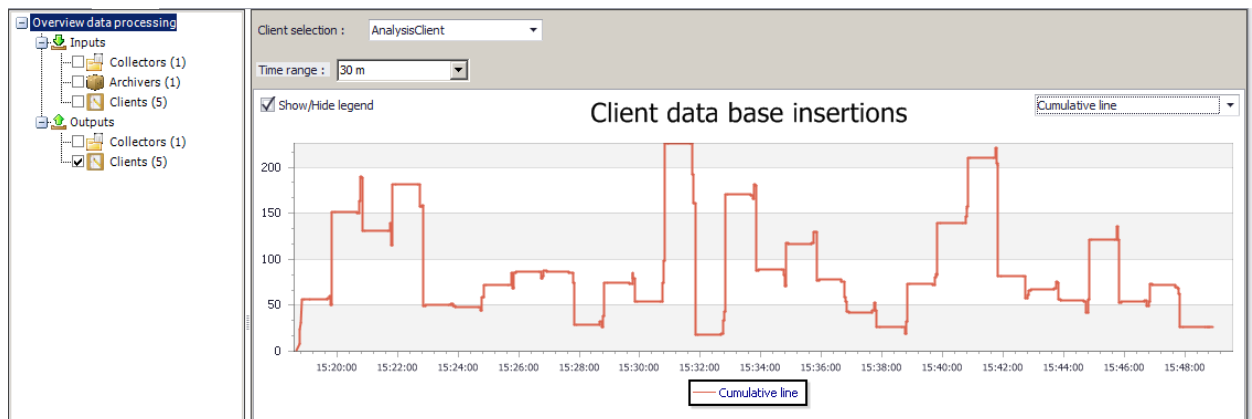 Overview data processing
Inputs
Collectors (1)
Archivers (1)
Clients (5)
Outputs
Collectors (1)
Clients (5)
Client selection : AnalysisClient
Time range : 30 m
Show/Hide legend
Client data base insertions
Cumulative line
200
150
100
50
0
15:20:00 15:22:00 15:24:00 15:26:00 15:28:00 15:30:00 15:32:00 15:34:00 15:36:00 15:38:00 15:40:00 15:42:00 15:44:00 15:46:00 15:48:00
Cumulative line